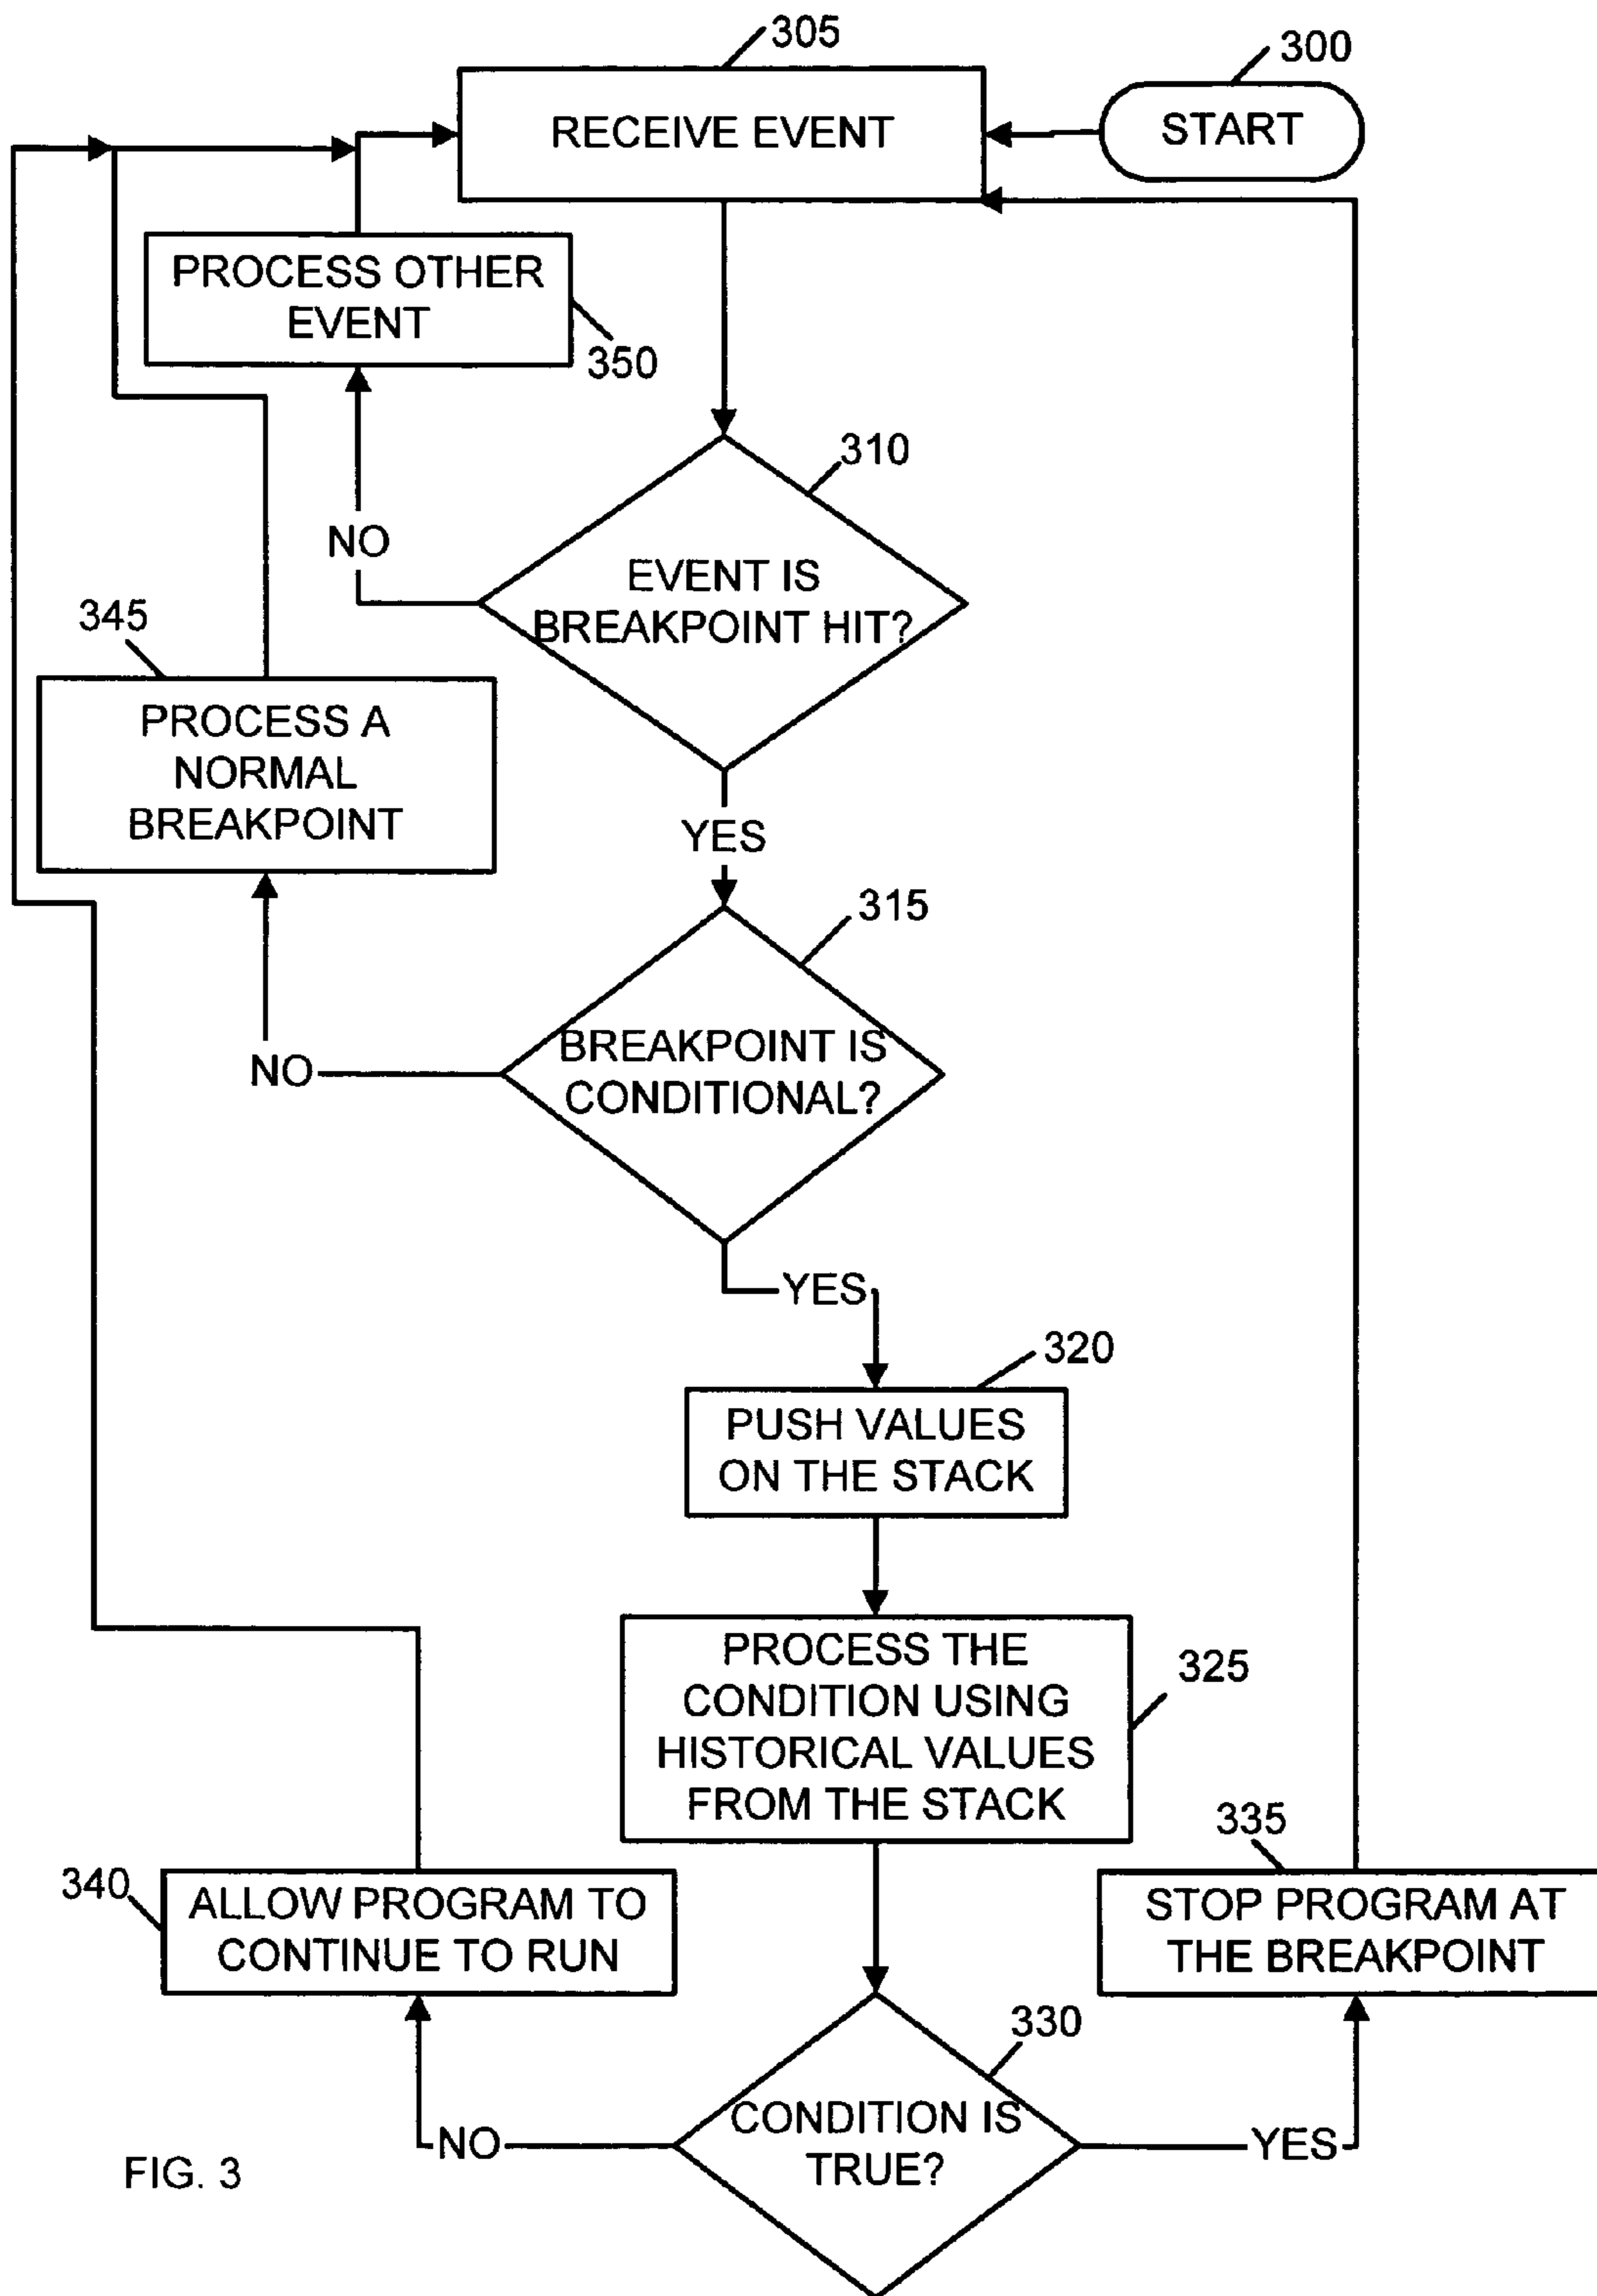 305
300
RECEIVE EVENT
START
PROCESS OTHER
EVENT
350
310
NO
EVENT IS
BREAKPOINT HIT?
345
PROCESS A
NORMAL
BREAKPOINT
YES
315
BREAKPOINT IS
CONDITIONAL?
NO
YES
320
PUSH VALUES
ON THE STACK
PROCESS THE
CONDITION USING
HISTORICAL VALUES
FROM THE STACK
325
335
340
ALLOW PROGRAM TO
CONTINUE TO RUN
STOP PROGRAM AT
THE BREAKPOINT
330
CONDITION IS
TRUE?
NO
YES
FIG. 3